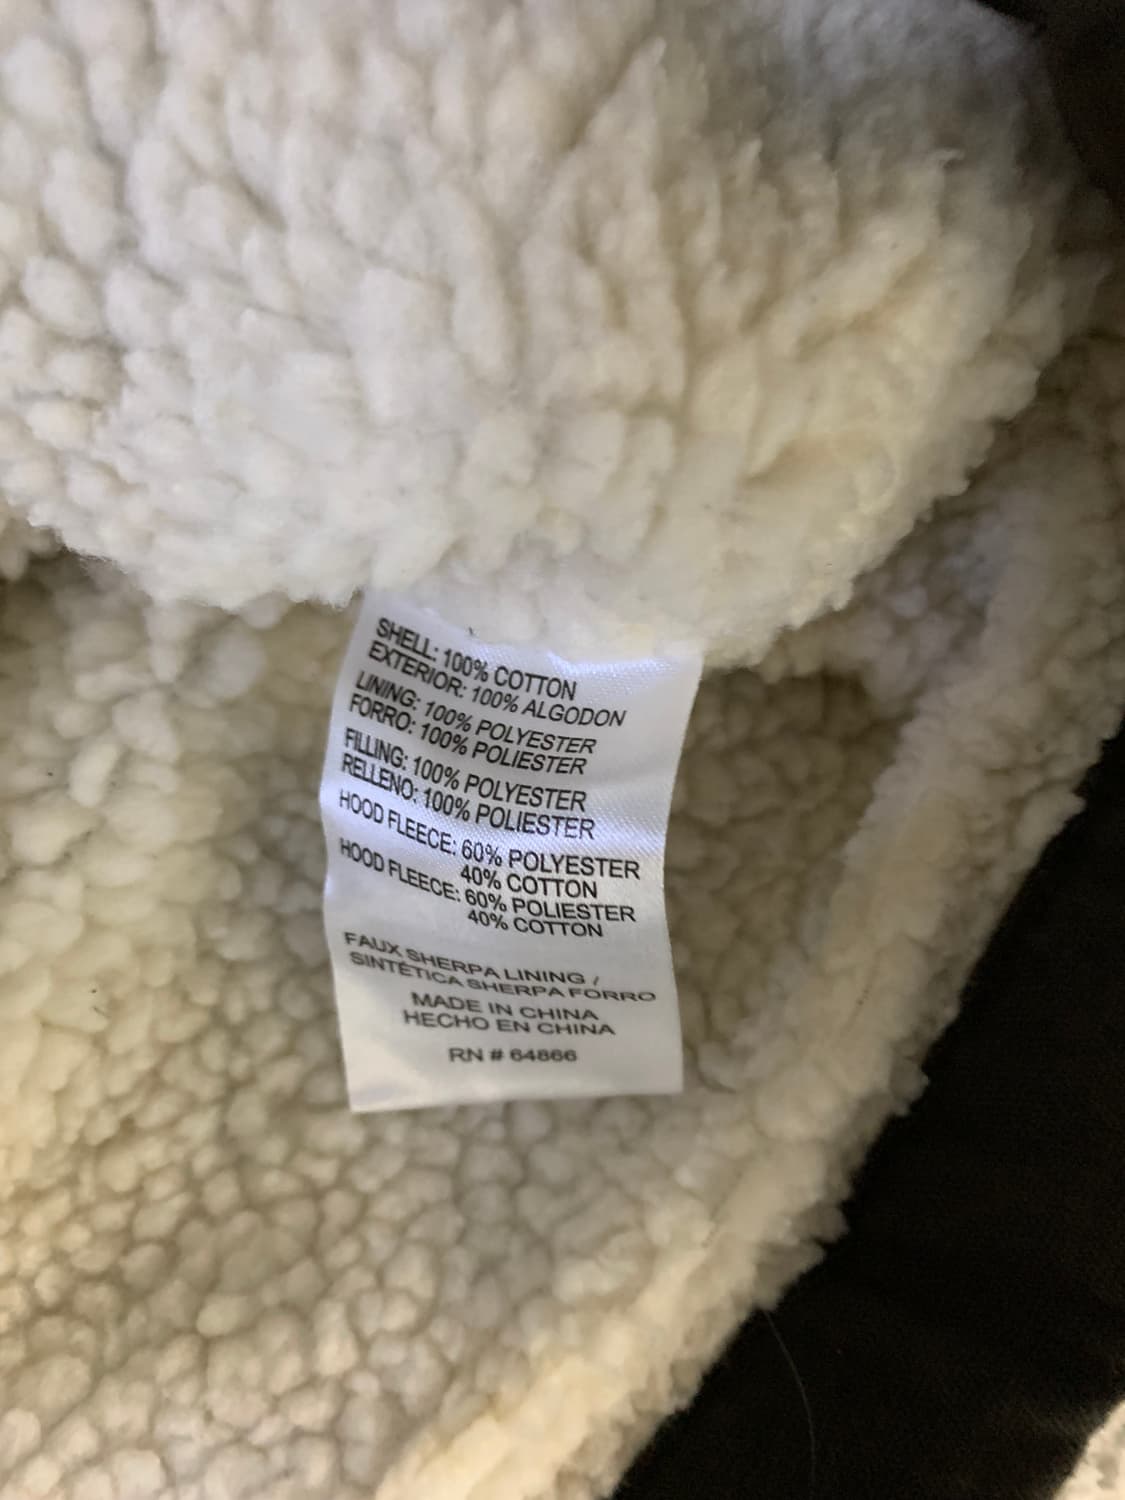 SHELL: 100% COTTON
EXTERIOR: 100% ALGODON
LINING: 100% POLYESTER
FORRO: 100% POLIESTER
FILLING: 100% POLYESTER
RELLENO: 100% POLIESTER
HOOD FLEECE: 60% POLYESTER
40% COTTON
HOOD FLEECE: 60% POLIESTER
40% COTTON
FAUX SHERPA LINING /
SINTÉTICA SHERPA FORRO
MADE IN CHINA
HECHO EN CHINA
RN # 64866